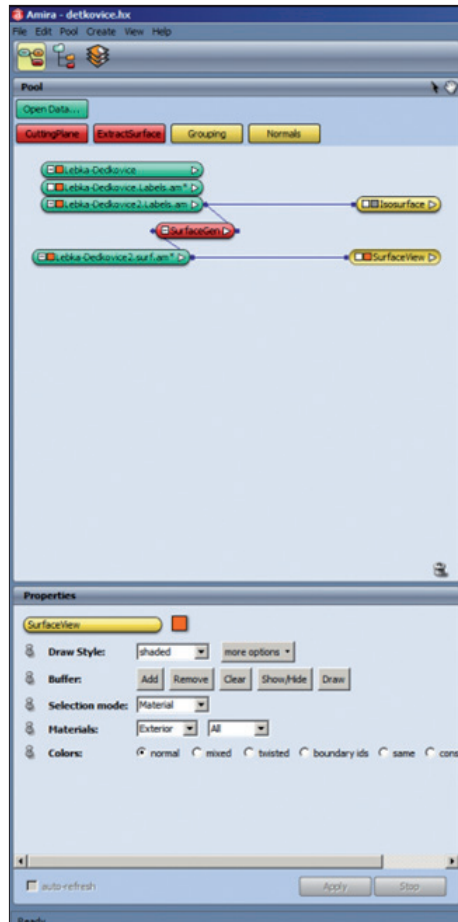 Amira - detkovice.hx
File Edit Pool Create View Help
Pool
Open Data...
CuttingPlane ExtractSurface Grouping Normals
Lebka-Dedkovice
Lebka-Dedkovice.Labels.am*
Lebka-Dedkovice2.Labels.am Isosurface
SurfaceGen
Lebka-Dedkovice2.surf.am* SurfaceView
Properties
SurfaceView
Draw Style: shaded more options
Buffer: Add Remove Clear Show/Hide Draw
Selection mode: Material
Materials: Exterior All
Colors: normal mixed twisted boundary ids same cons
auto-refresh Apply Stop
Ready